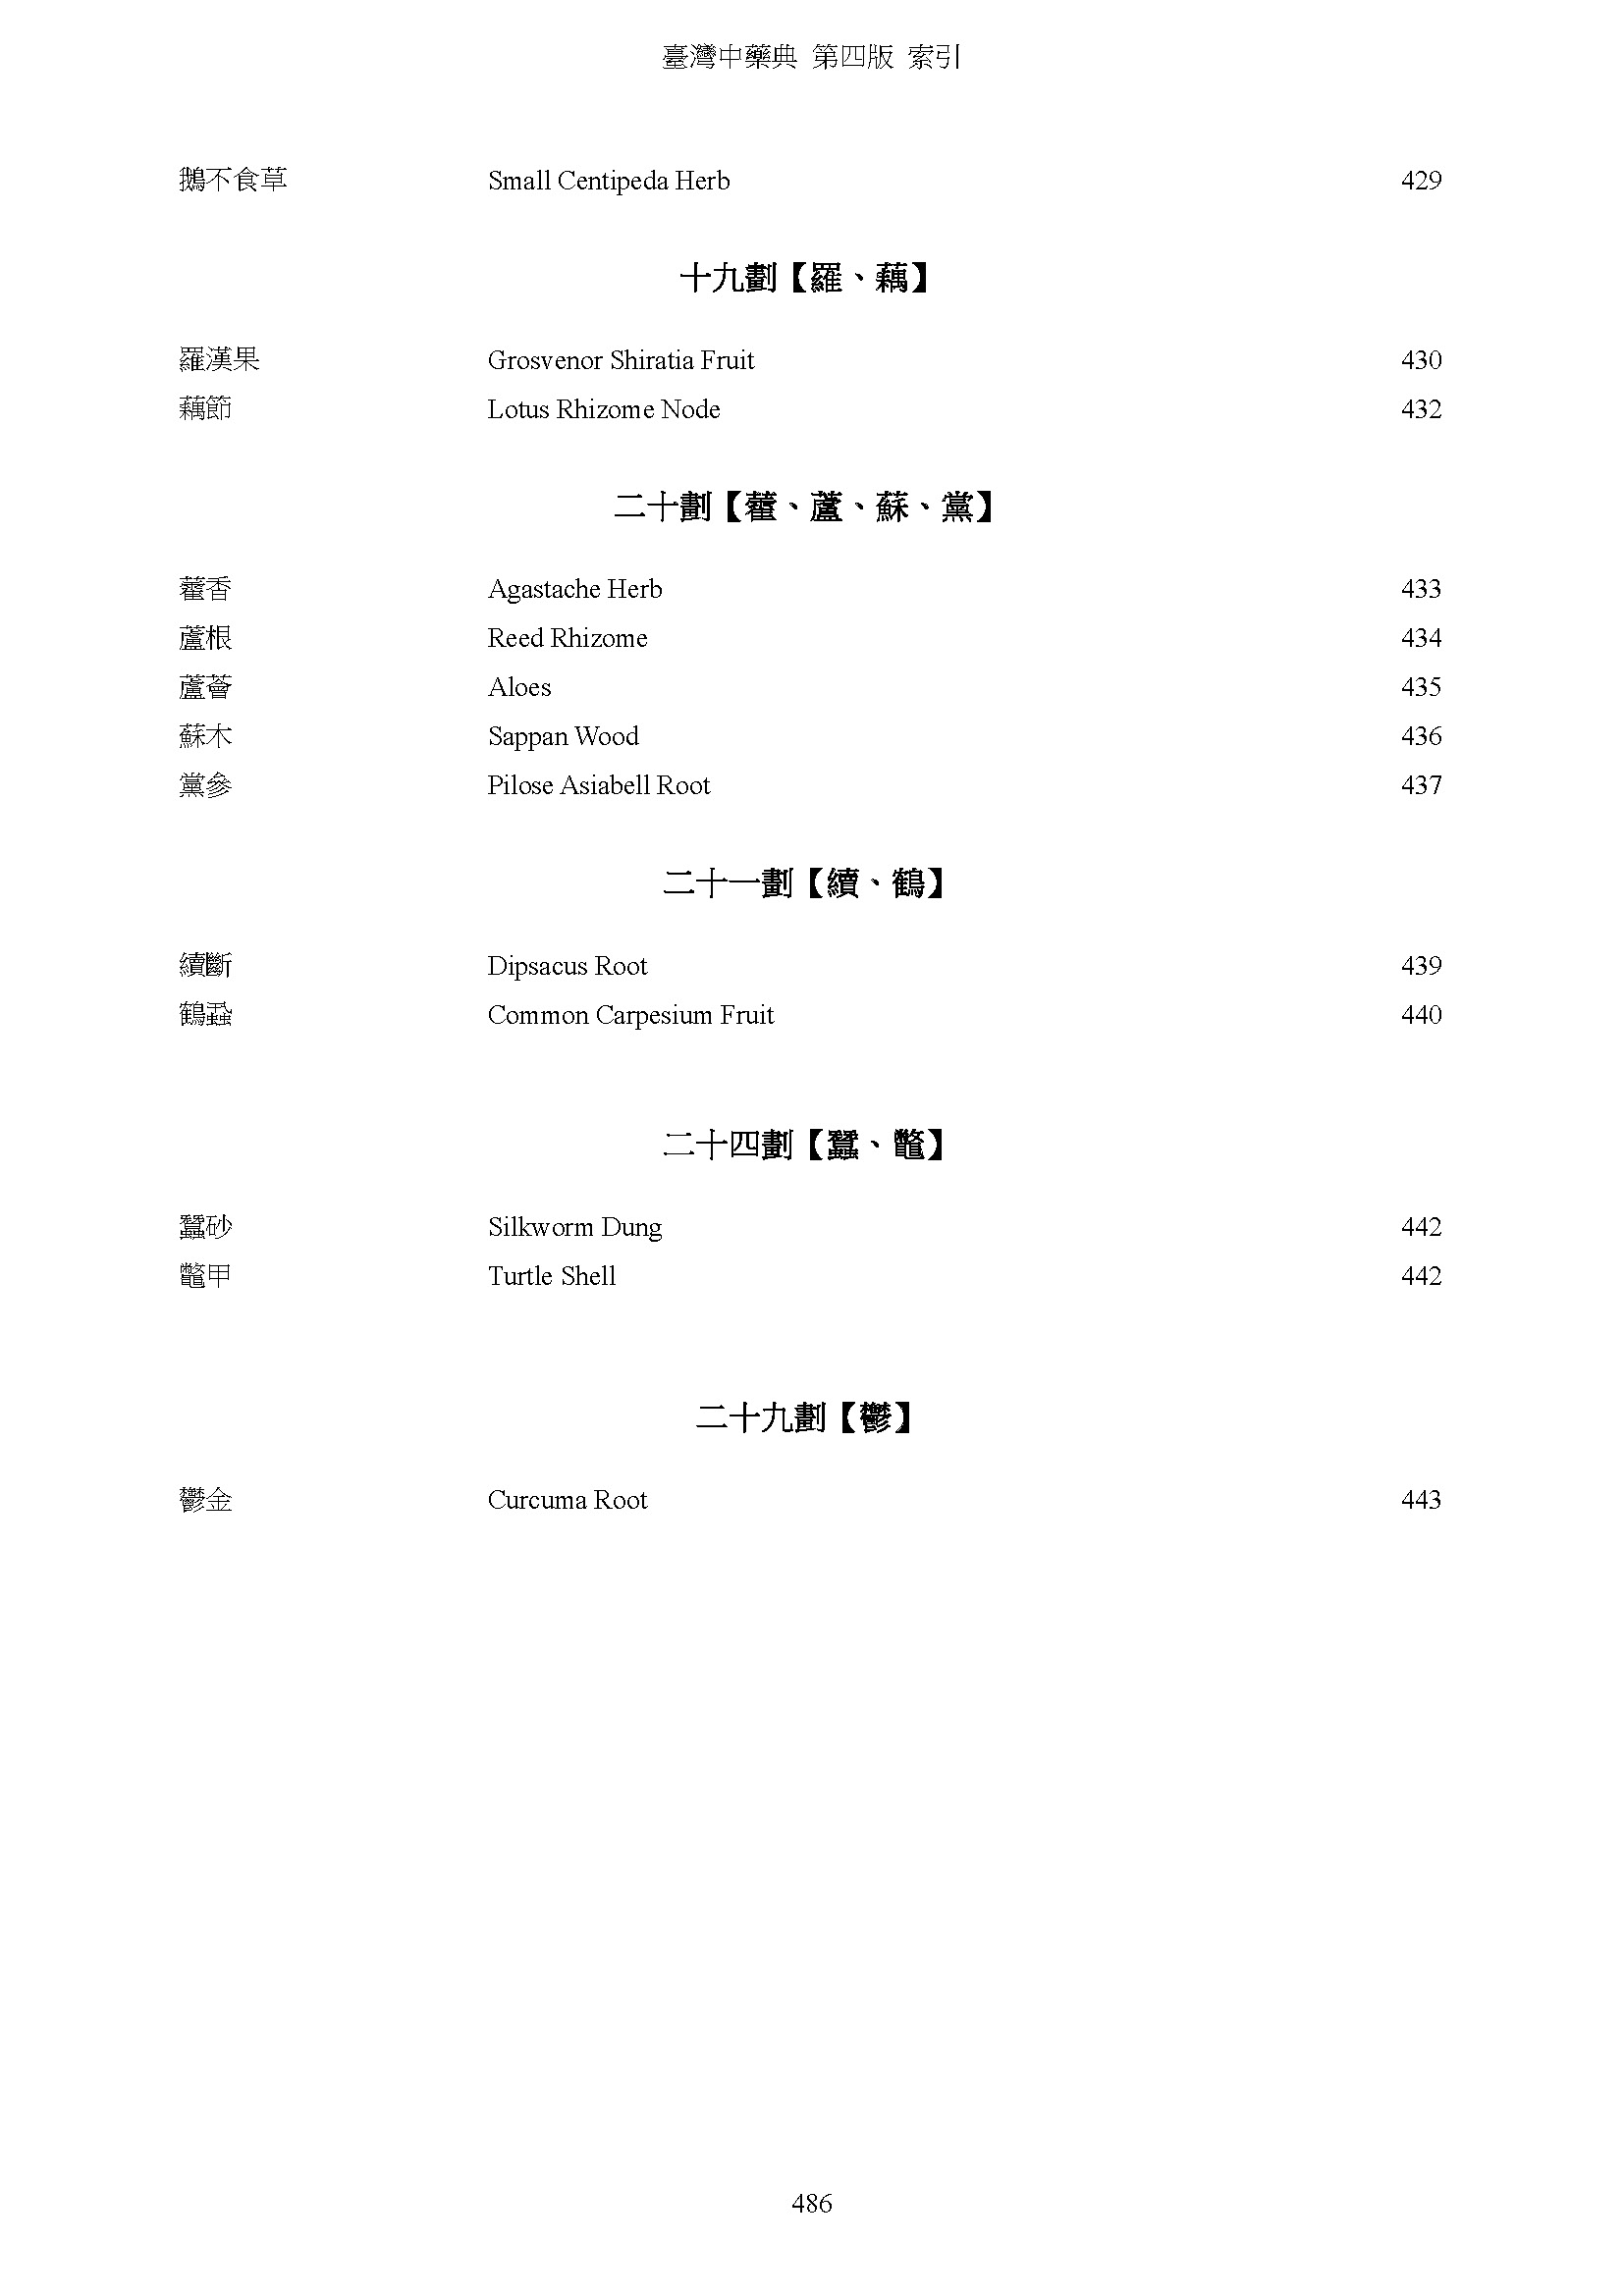 臺灣中藥典 第四版 索引
鵝不食草 Small Centipeda Herb 429
十九劃【羅、藕】
羅漢果 Grosvenor Shiratia Fruit 430
藕節 Lotus Rhizome Node 432
二十劃【藿、蘆、蘇、黨】
藿香 Agastache Herb 433
蘆根 Reed Rhizome 434
蘆薈 Aloes 435
蘇木 Sappan Wood 436
黨參 Pilose Asiabell Root 437
二十一劃【續、鶴】
續斷 Dipsacus Root 439
鶴蝨 Common Carpesium Fruit 440
二十四劃【蠶、鼈】
蠶砂 Silkworm Dung 442
鼈甲 Turtle Shell 442
二十九劃【鬱】
鬱金 Curcuma Root 443
486